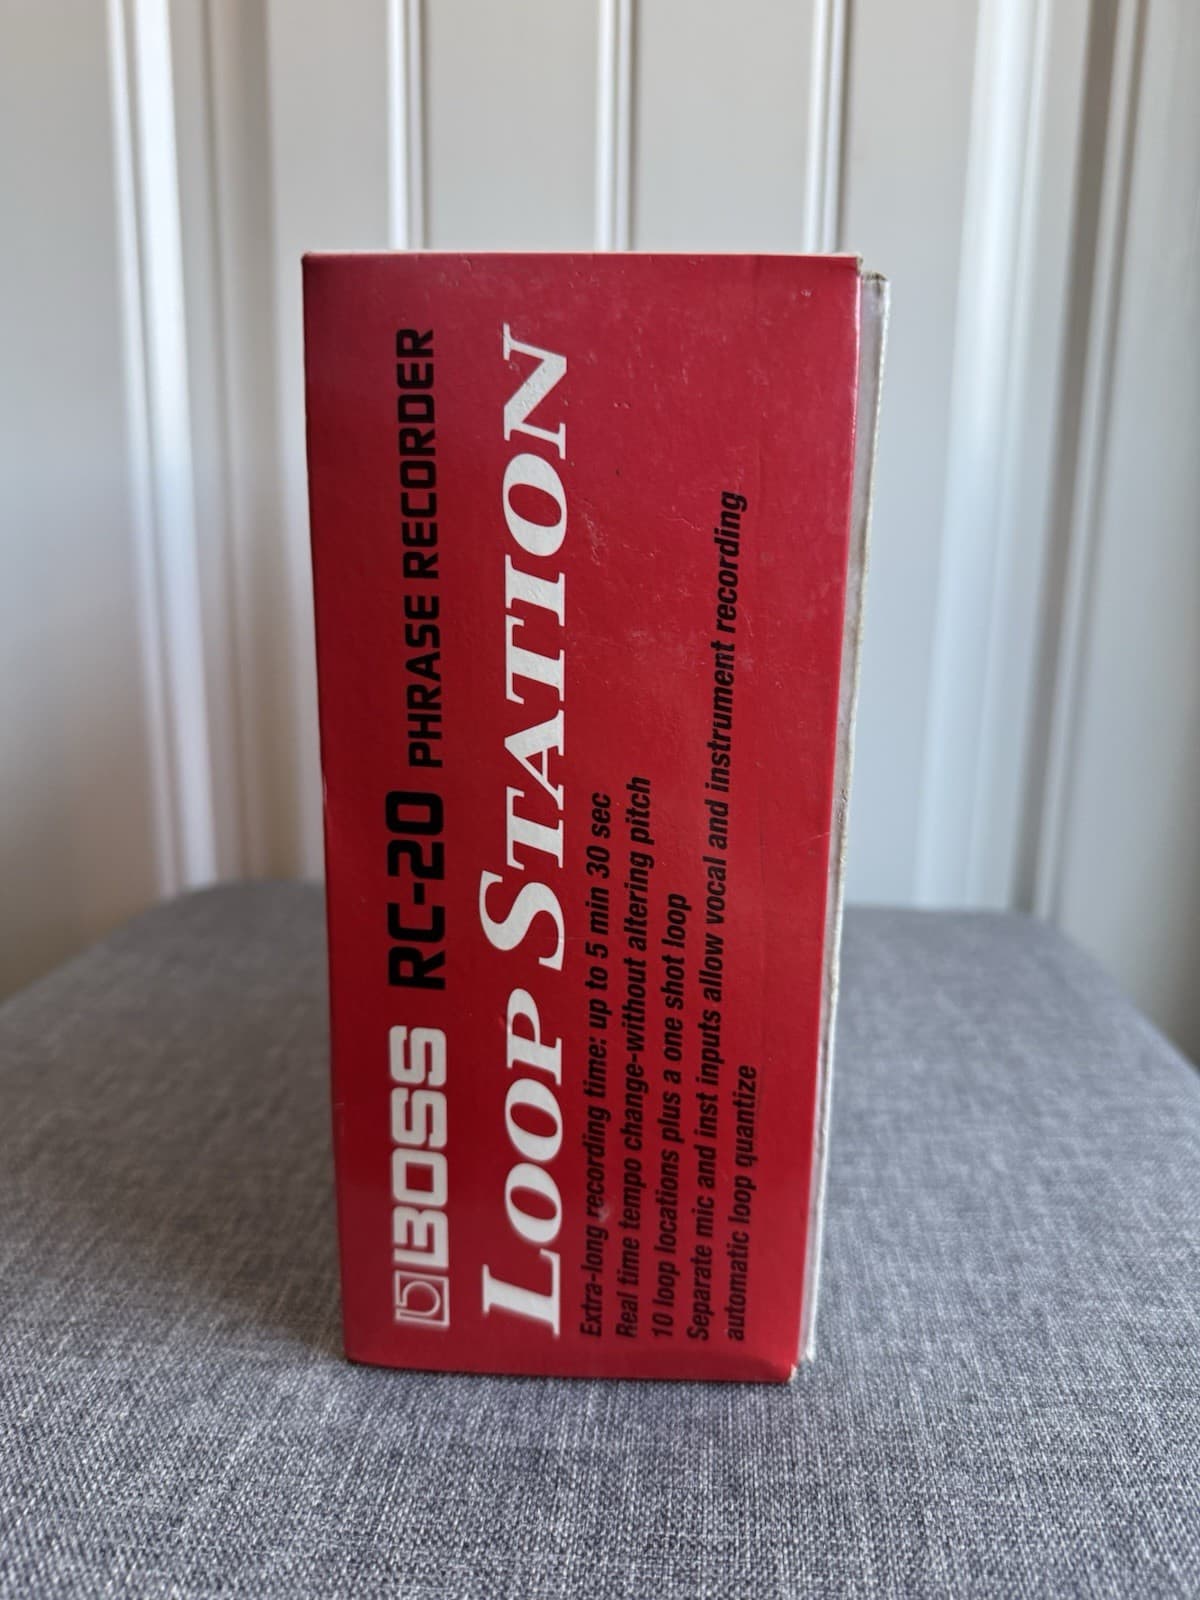 BOSS RC-20 PHRASE RECORDER
LOOP STATION
Extra-long recording time: up to 5 min 30 sec
Real time tempo change-without altering pitch
10 loop locations plus a one shot loop
Separate mic and inst inputs allow vocal and instrument recording
automatic loop quantize